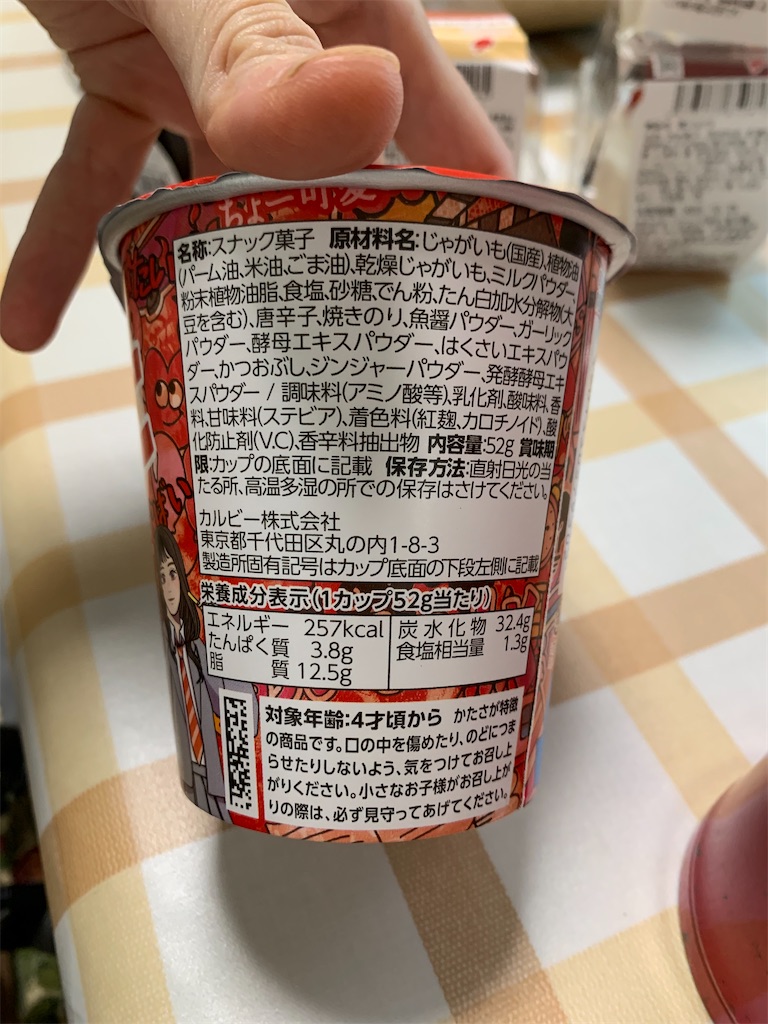 ちょー可愛
名称:スナック菓子 原材料名:じゃがいも(国産)、植物油
(パーム油、米油、ごま油)、乾燥じゃがいも、ミルクパウダー、
粉末植物油脂、食塩、砂糖、でん粉、たん白加水分解物(大
豆を含む)、唐辛子、焼きのり、魚醤パウダー、ガーリック
パウダー、酵母エキスパウダー、はくさいエキスパウ
ダー、かつおぶし、ジンジャーパウダー、発酵酵母エキ
スパウダー / 調味料(アミノ酸等)、乳化剤、酸味料、香
料、甘味料(ステビア)、着色料(紅麹、カロチノイド)、酸
化防止剤(V.C)、香辛料抽出物 内容量:52g 賞味期
限:カップの底面に記載 保存方法:直射日光の当
たる所、高温多湿の所での保存はさけてください。
カルビー株式会社
東京都千代田区丸の内1-8-3
製造所固有記号はカップ底面の下段左側に記載
栄養成分表示(1カップ52g当たり)
エネルギー 257kcal 炭水化物 32.4g
たんぱく質 3.8g 食塩相当量 1.3g
脂質 12.5g
対象年齢:4才頃から かたさが特徴
の商品です。口の中を傷めたり、のどにつま
らせたりしないよう、気をつけてお召し上
がりください。小さなお子様がお召し上が
りの際は、必ず見守ってあげてください。